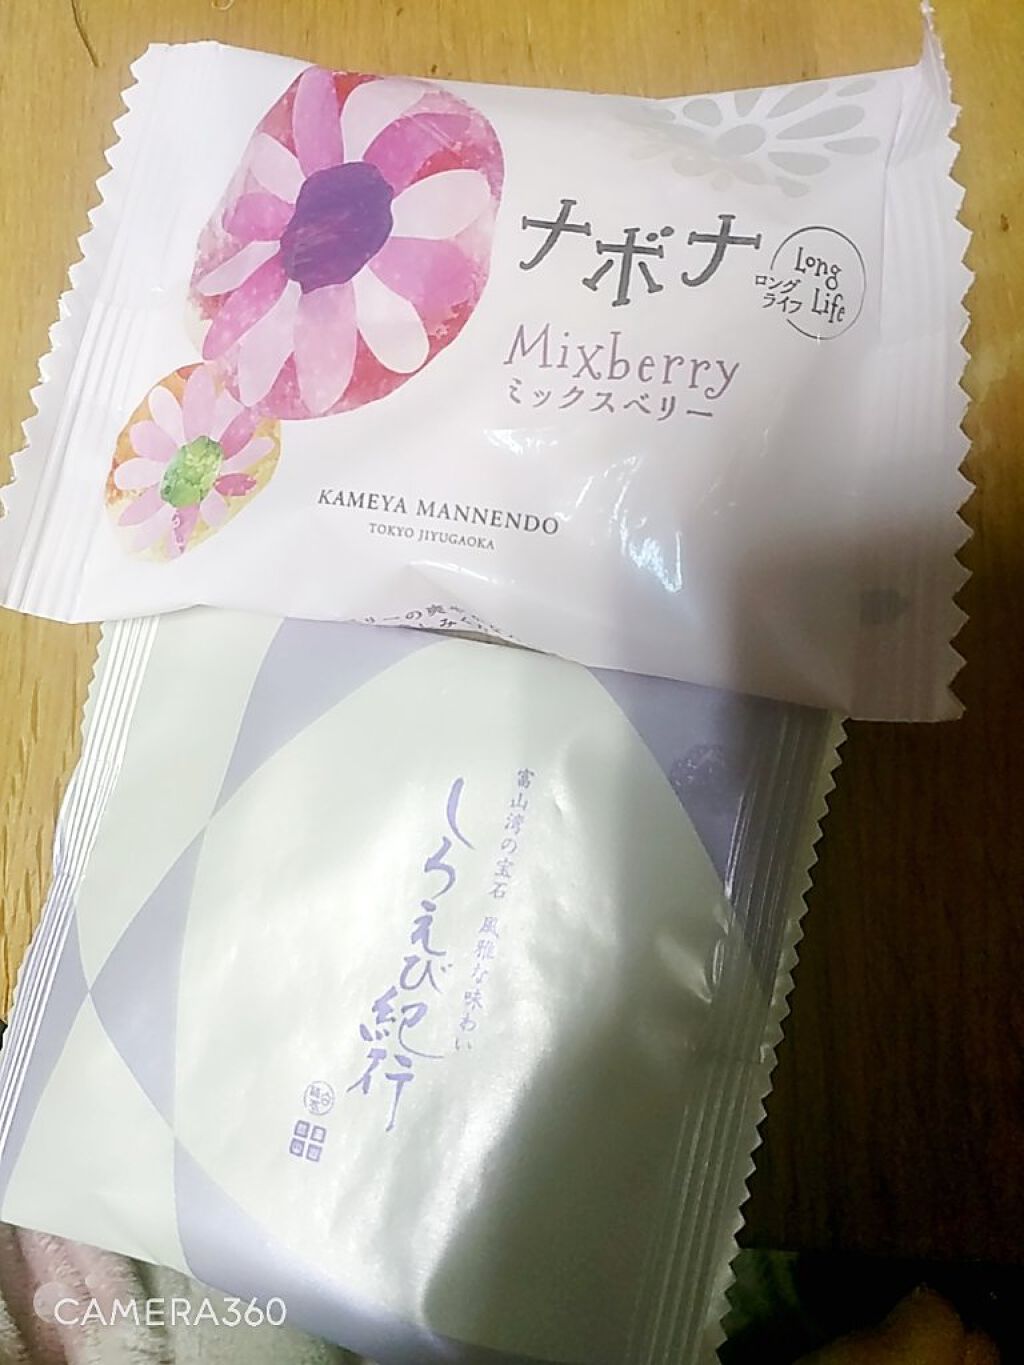 ナボナ
Long Life
ロング
ライフ
Mixberry
ミックスベリー
KAMEYA MANNENDO
TOKYO JIYUGAOKA
富山湾の宝石 風雅な味わい
しろえび紀行
CAMERA360